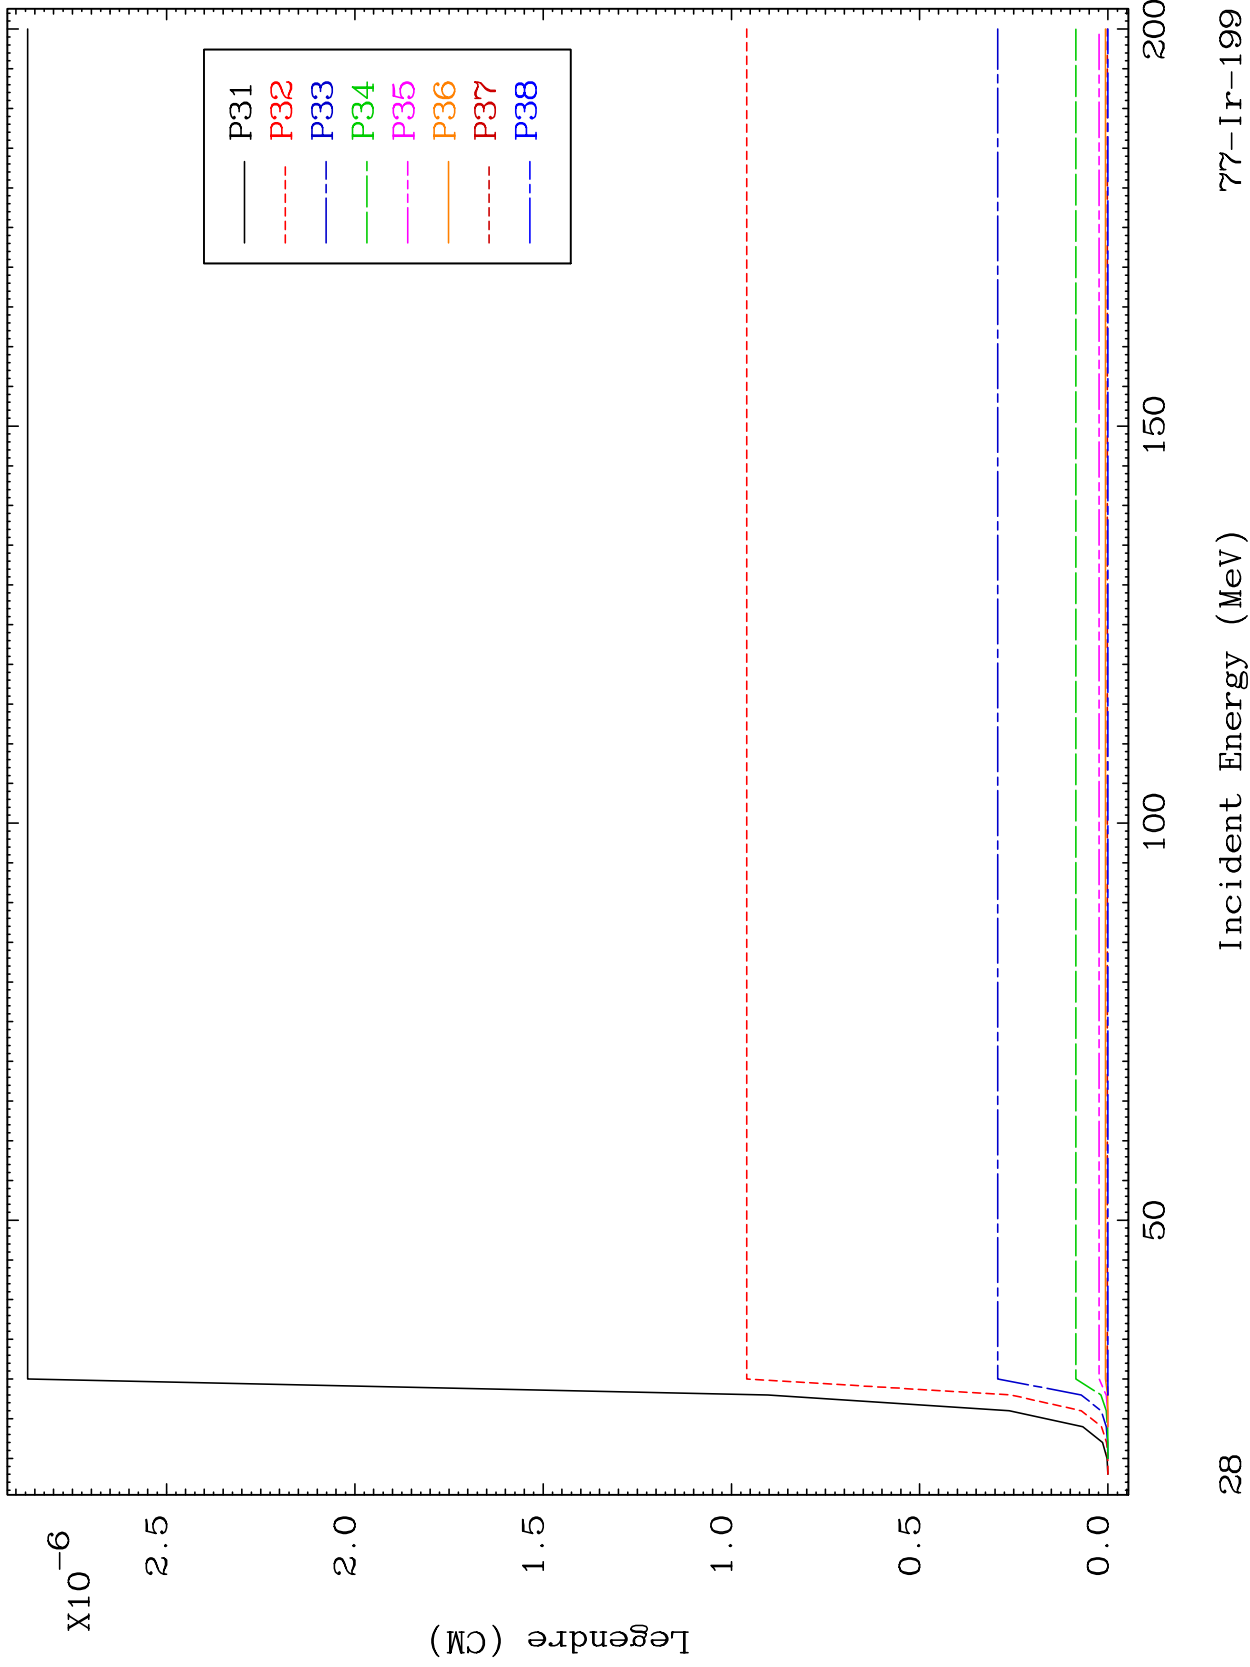 X10-6
2.5
2.0
1.5
1.0
0.5
0.0
Legendre (CM)
P31
P32
P33
P34
P35
P36
P37
P38
50
100
150
200
Incident Energy (MeV)
28
77-Ir-199